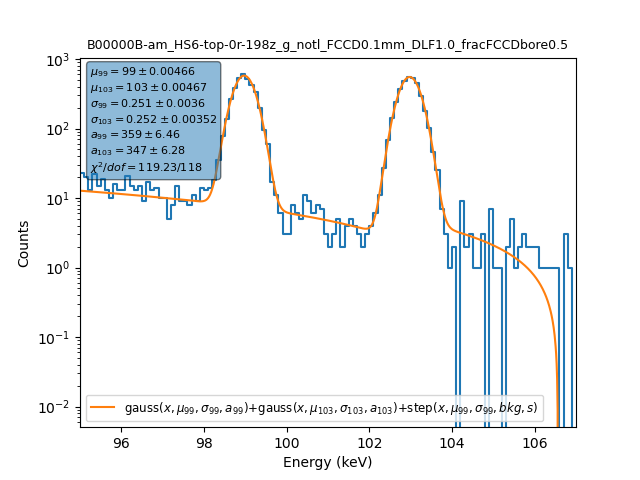 B00000B-am_HS6-top-0r-198z_g_notl_FCCD0.1mm_DLF1.0_fracFCCDbore0.5
μ₉₉ = 99 ± 0.00466
μ₁₀₃ = 103 ± 0.00467
σ₉₉ = 0.251 ± 0.0036
σ₁₀₃ = 0.252 ± 0.00352
a₉₉ = 359 ± 6.46
a₁₀₃ = 347 ± 6.28
χ²/dof = 119.23/118
10³
10²
10¹
10⁰
10⁻¹
10⁻²
Counts
gauss(x, μ₉₉, σ₉₉, a₉₉)+gauss(x, μ₁₀₃, σ₁₀₃, a₁₀₃)+step(x, μ₉₉, σ₉₉, bkg, s)
96 98 100 102 104 106
Energy (keV)